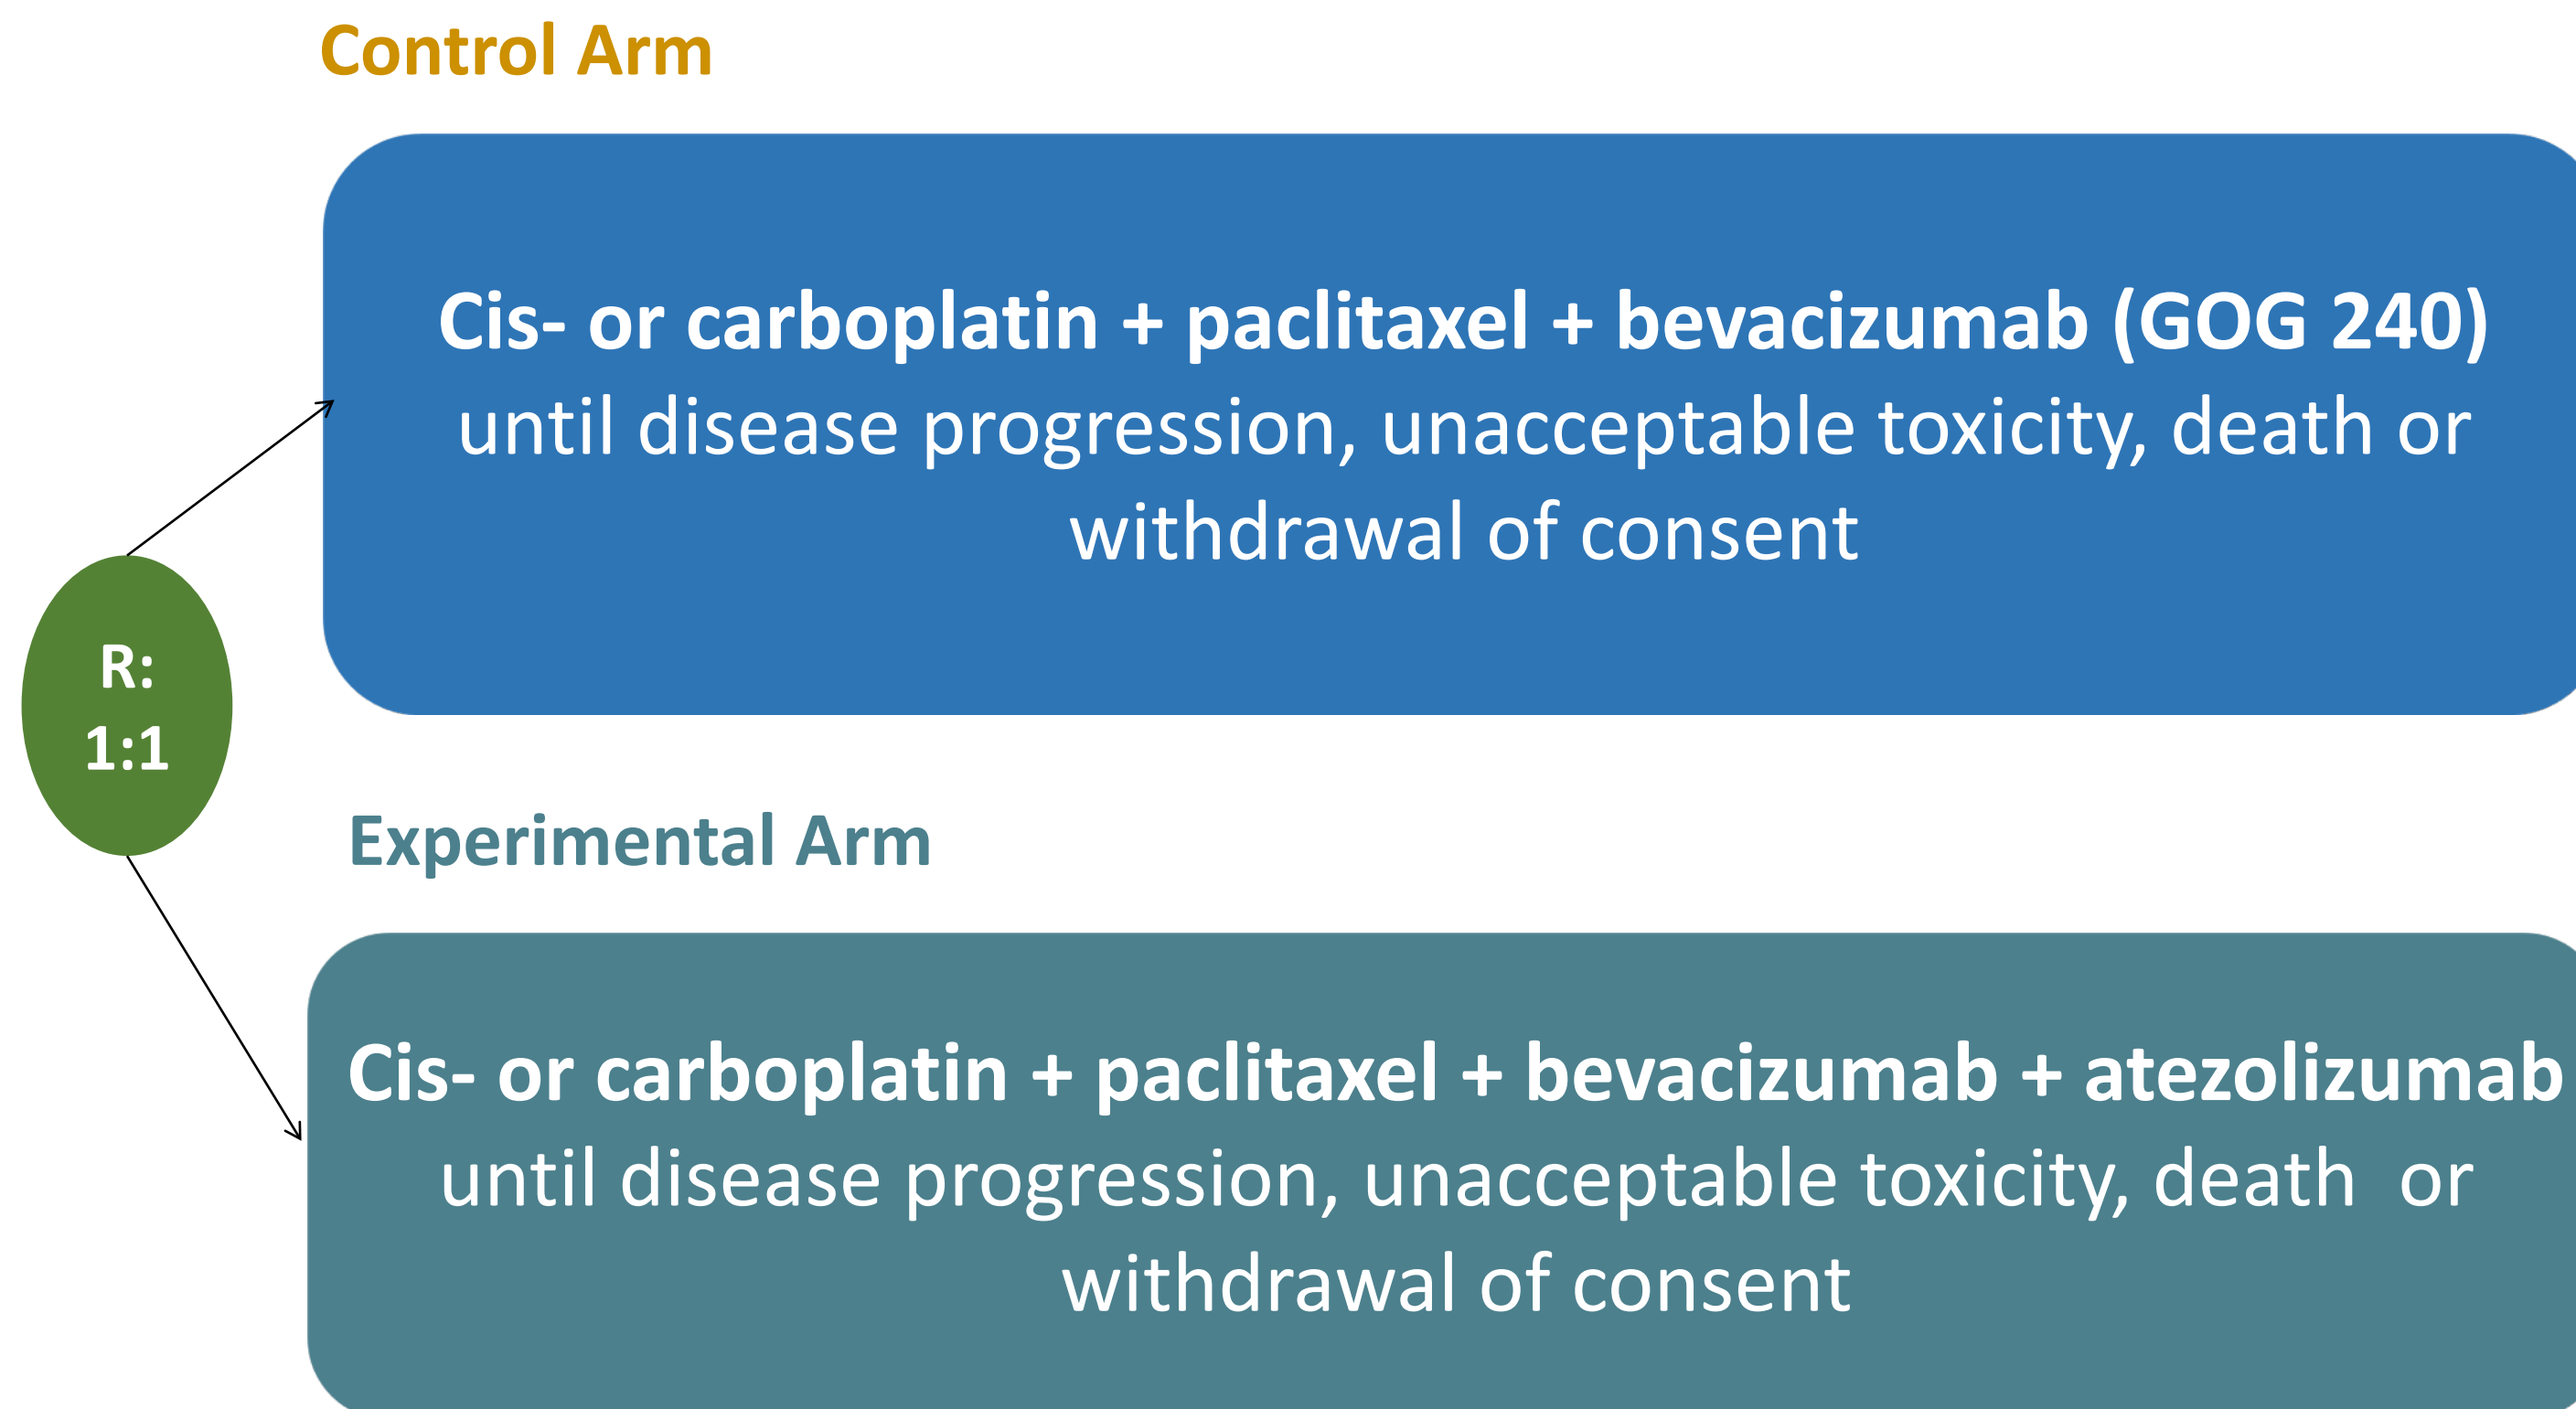 Control Arm
Cis- or carboplatin + paclitaxel + bevacizumab (GOG 240)
until disease progression, unacceptable toxicity, death or
withdrawal of consent
R:
1:1
Experimental Arm
Cis- or carboplatin + paclitaxel + bevacizumab + atezolizumab
until disease progression, unacceptable toxicity, death  or
withdrawal of consent